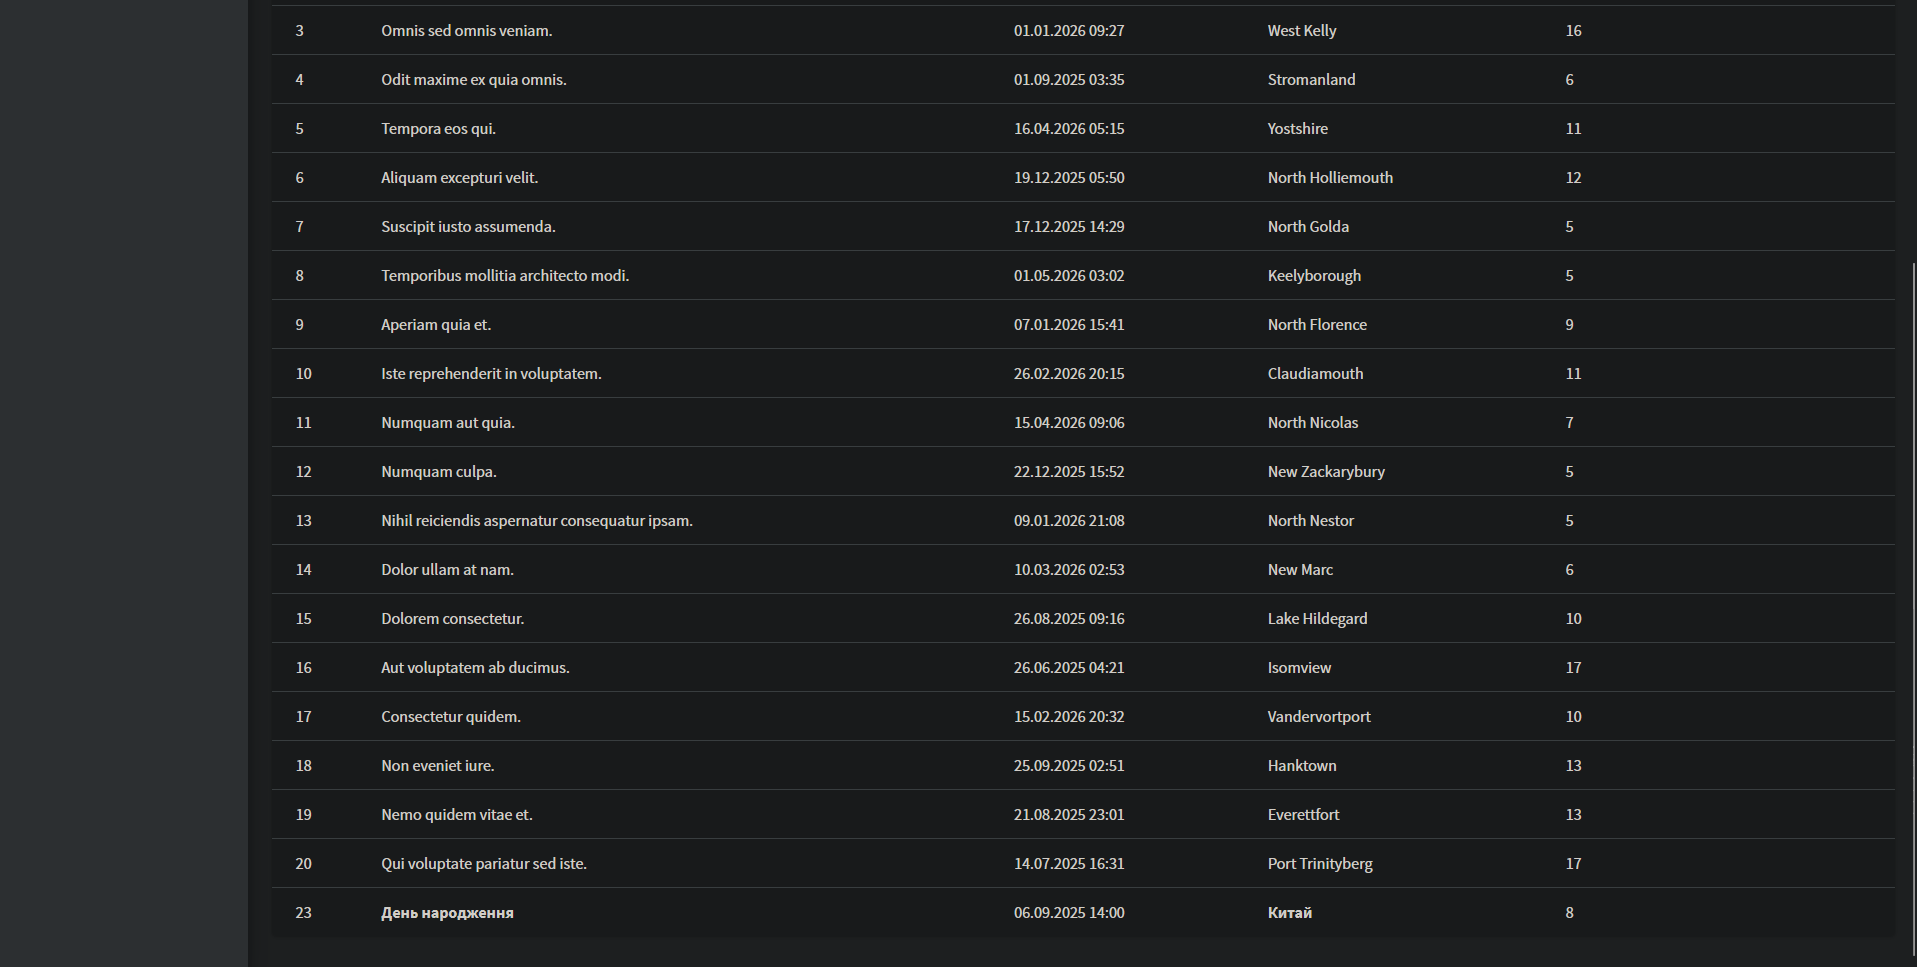 3 Omnis sed omnis veniam. 01.01.2026 09:27 West Kelly 16
4 Odit maxime ex quia omnis. 01.09.2025 03:35 Stromanland 6
5 Tempora eos qui. 16.04.2026 05:15 Yostshire 11
6 Aliquam excepturi velit. 19.12.2025 05:50 North Holliemouth 12
7 Suscipit iusto assumenda. 17.12.2025 14:29 North Golda 5
8 Temporibus mollitia architecto modi. 01.05.2026 03:02 Keelyborough 5
9 Aperiam quia et. 07.01.2026 15:41 North Florence 9
10 Iste reprehenderit in voluptatem. 26.02.2026 20:15 Claudiamouth 11
11 Numquam aut quia. 15.04.2026 09:06 North Nicolas 7
12 Numquam culpa. 22.12.2025 15:52 New Zackarybury 5
13 Nihil reiciendis aspernatur consequatur ipsam. 09.01.2026 21:08 North Nestor 5
14 Dolor ullam at nam. 10.03.2026 02:53 New Marc 6
15 Dolorem consectetur. 26.08.2025 09:16 Lake Hildegard 10
16 Aut voluptatem ab ducimus. 26.06.2025 04:21 Isomview 17
17 Consectetur quidem. 15.02.2026 20:32 Vandervortport 10
18 Non eveniet iure. 25.09.2025 02:51 Hanktown 13
19 Nemo quidem vitae et. 21.08.2025 23:01 Everettfort 13
20 Qui voluptate pariatur sed iste. 14.07.2025 16:31 Port Trinityberg 17
23 День народження 06.09.2025 14:00 Китай 8